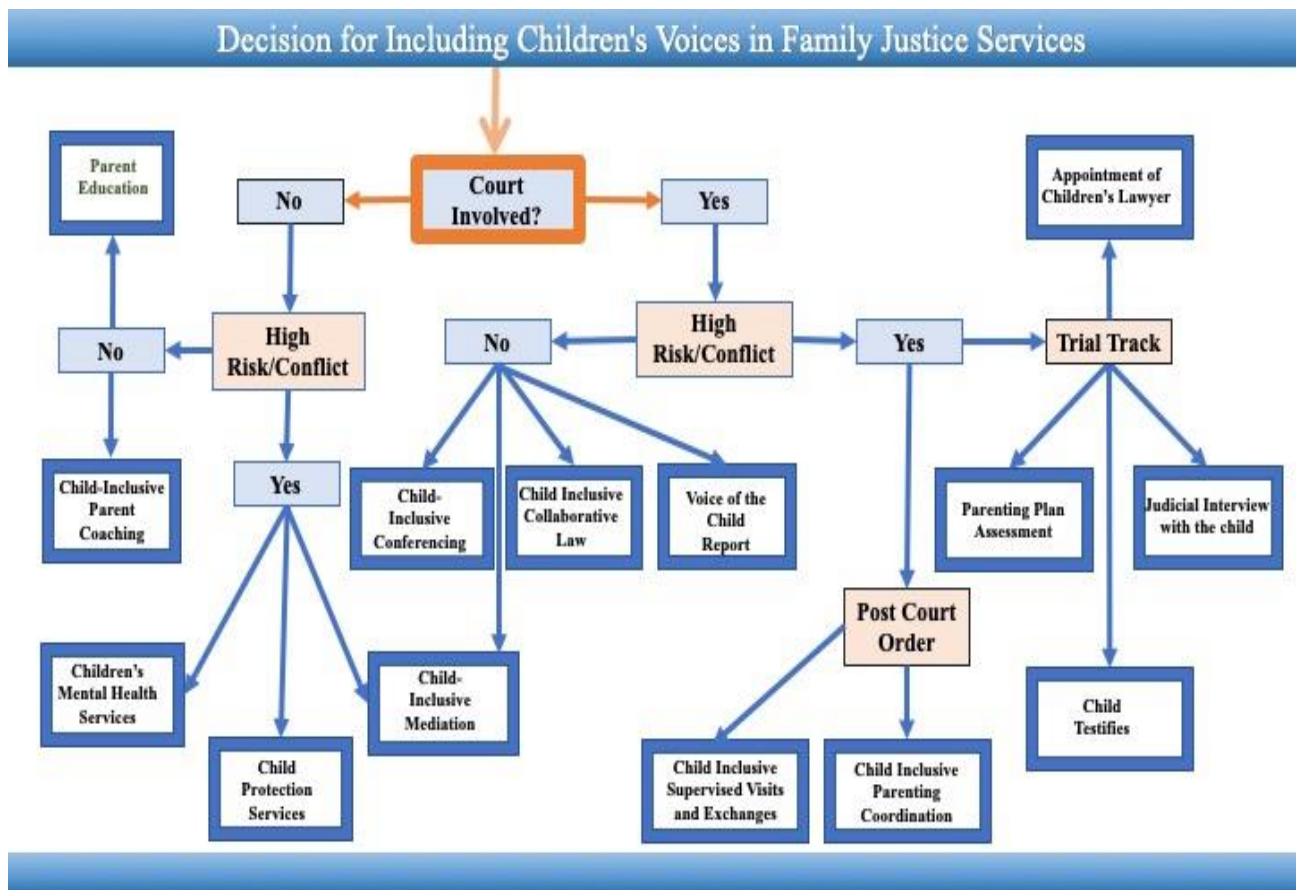 Decision for Including Children's Voices in Family Justice Services
Parent
Education
No
Court
Involved?
Yes
Appointment of
Children's Lawyer
No
High
Risk/Conflict
No
High
Risk/Conflict
Yes
Trial Track
Child-Inclusive
Parent
Coaching
Yes
Child-
Inclusive
Conferencing
Child Inclusive
Collaborative
Law
Voice of the
Child
Report
Parenting Plan
Assessment
Judicial Interview
with the child
Post Court
Order
Children's
Mental Health
Services
Child
Protection
Services
Child-
Inclusive
Mediation
Child Inclusive
Supervised Visits
and Exchanges
Child Inclusive
Parenting
Coordination
Child
Testifies